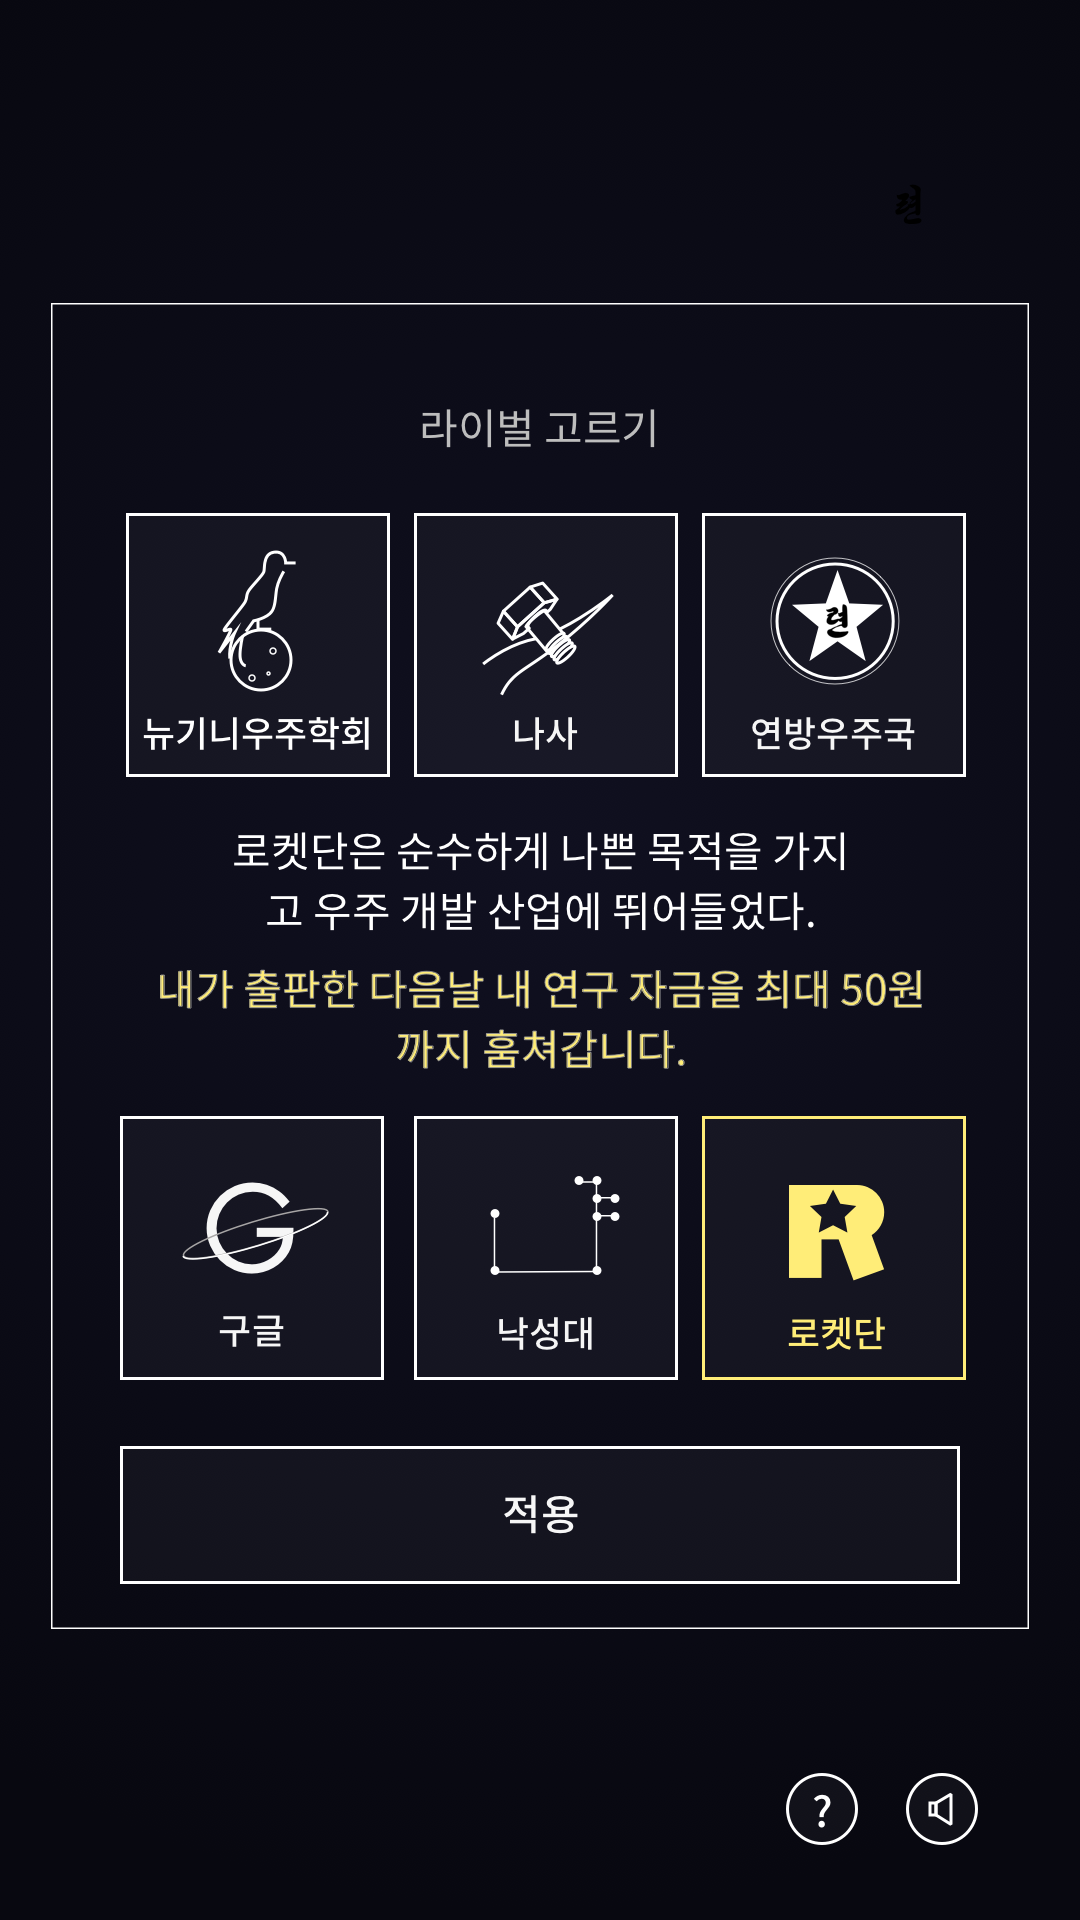 련
라이벌 고르기
련
뉴기니우주학회
나사
연방우주국
로켓단은 순수하게 나쁜 목적을 가지
고 우주 개발 산업에 뛰어들었다.
내가 출판한 다음날 내 연구 자금을 최대 50원
까지 훔쳐갑니다.
G
R
구글
낙성대
로켓단
적용
?